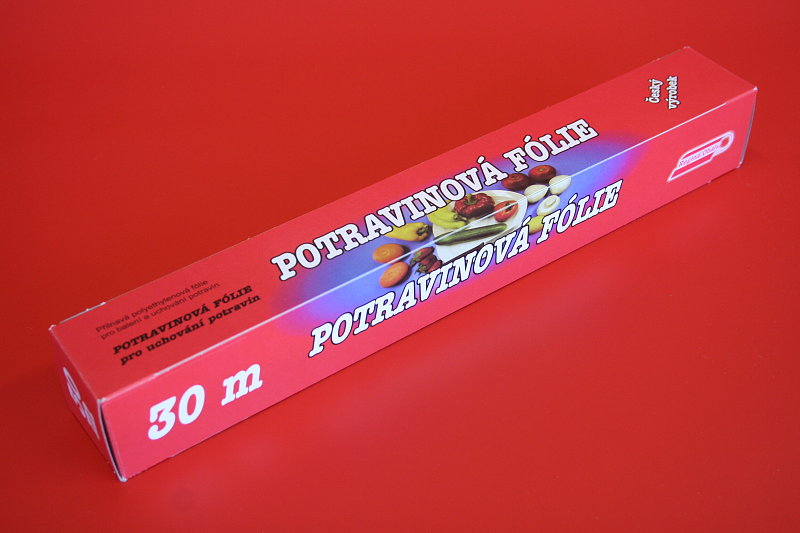 Český
výrobek
POTRAVINOVÁ FÓLIE
Přilnavá polyethylenová fólie
pro balení a uchování potravin
POTRAVINOVÁ FÓLIE
pro uchování potravin
POTRAVINOVÁ FÓLIE
30 m